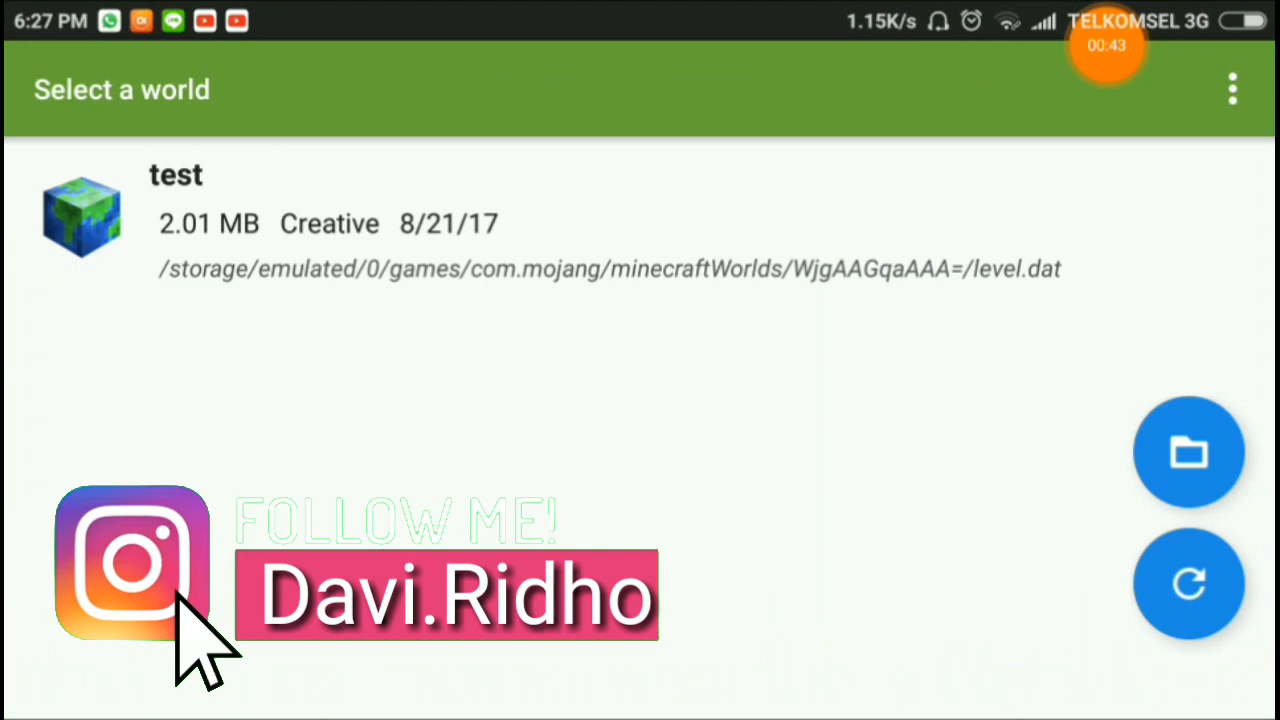 6:27 PM 1.15K/s TELKOMSEL 3G
00:43
Select a world
test
2.01 MB Creative 8/21/17
/storage/emulated/0/games/com.mojang/minecraftWorlds/WjgAAGqaAAA=/level.dat
FOLLOW ME!
Davi.Ridho